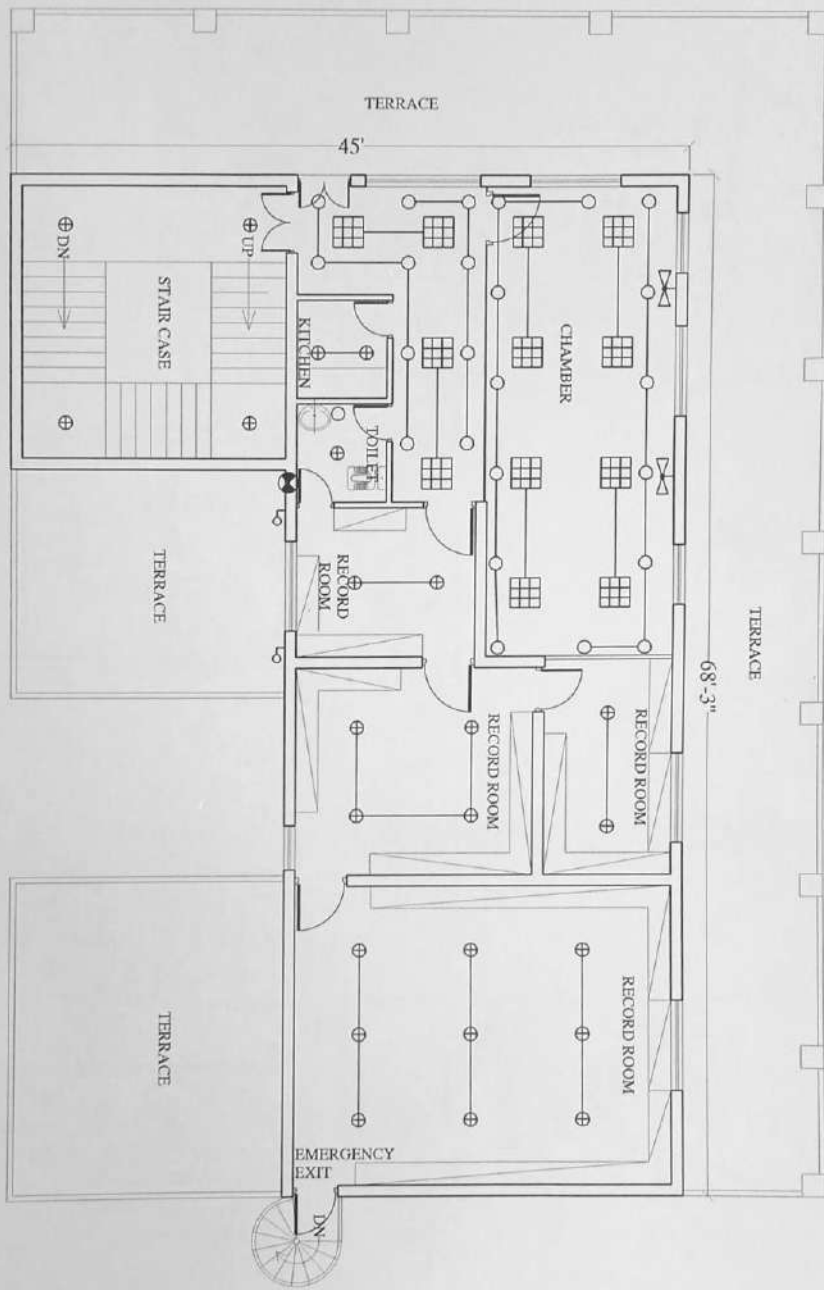 TERRACE
45'
DN
UP
STAIR CASE
KITCHEN
TOILET
CHAMBER
TERRACE
RECORD
ROOM
TERRACE
68'-3"
RECORD ROOM
RECORD ROOM
RECORD ROOM
TERRACE
EMERGENCY
EXIT
DN